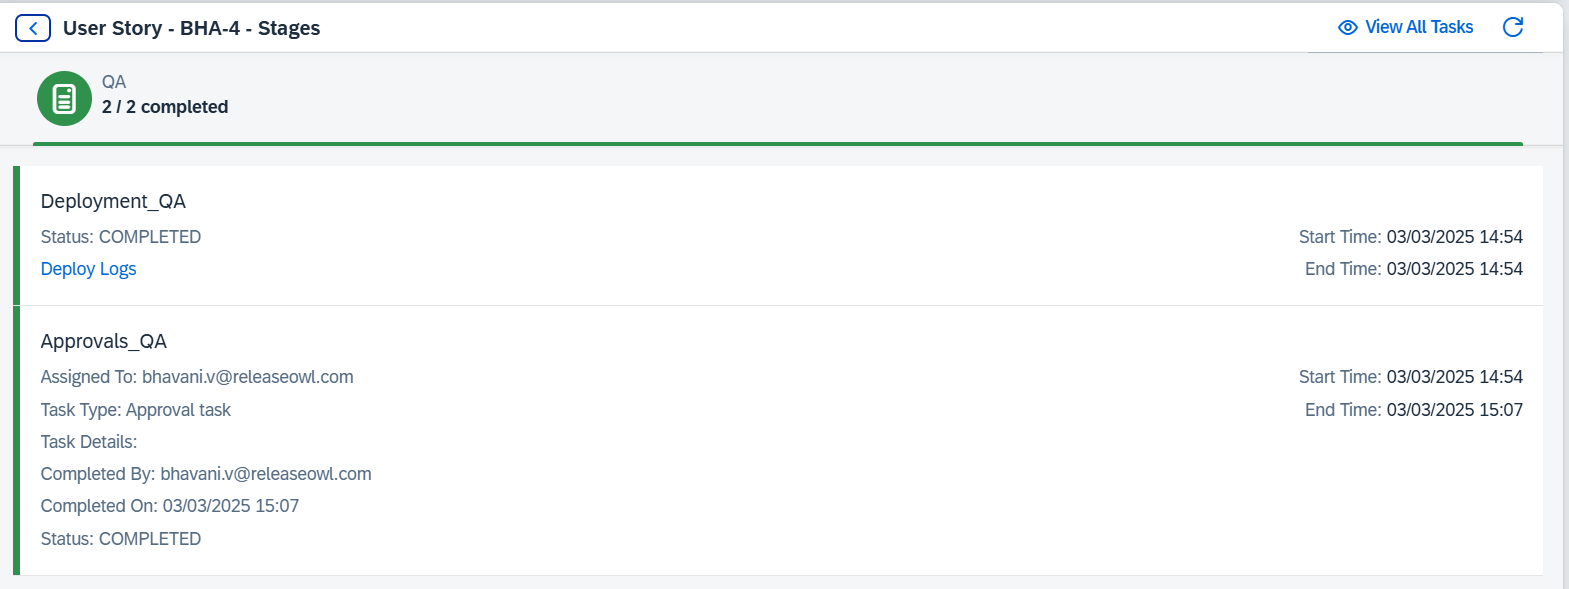 User Story - BHA-4 - Stages
View All Tasks
QA
2 / 2 completed
Deployment_QA
Status: COMPLETED
Start Time: 03/03/2025 14:54
Deploy Logs
End Time: 03/03/2025 14:54
Approvals_QA
Assigned To: bhavani.v@releaseowl.com
Start Time: 03/03/2025 14:54
Task Type: Approval task
End Time: 03/03/2025 15:07
Task Details:
Completed By: bhavani.v@releaseowl.com
Completed On: 03/03/2025 15:07
Status: COMPLETED